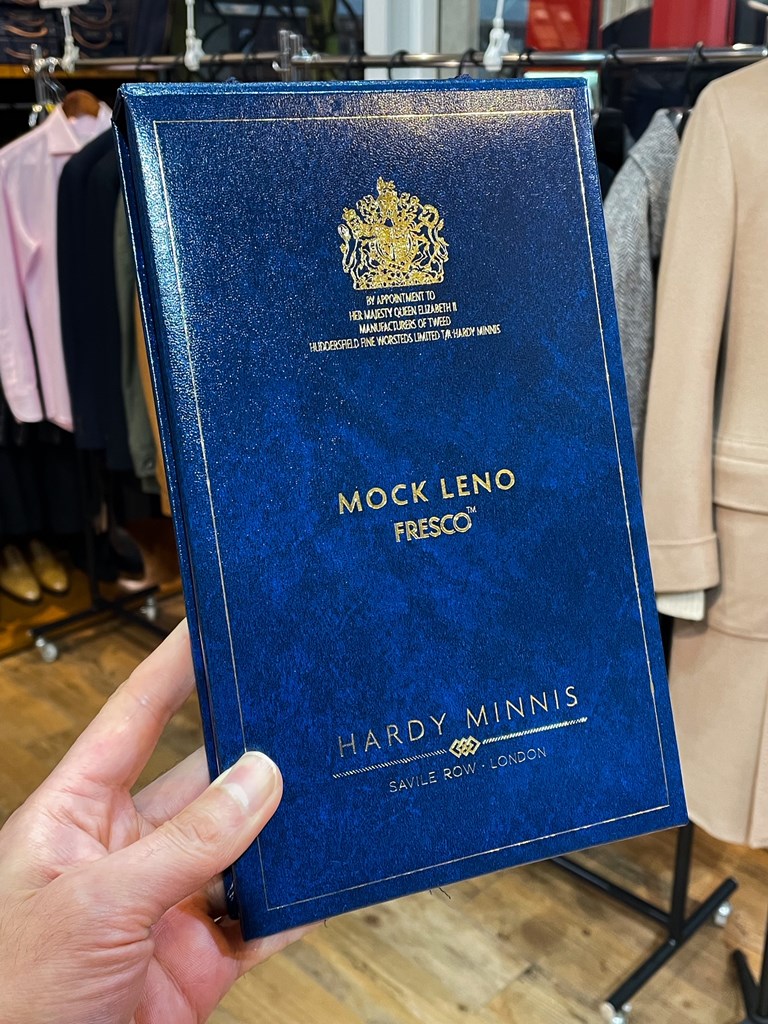 BY APPOINTMENT TO
HER MAJESTY QUEEN ELIZABETH II
MANUFACTURERS OF TWEED
HUDDERSFIELD FINE WORSTEDS LIMITED T/A HARDY MINNIS
MOCK LENO
FRESCO™
HARDY MINNIS
SAVILE ROW · LONDON